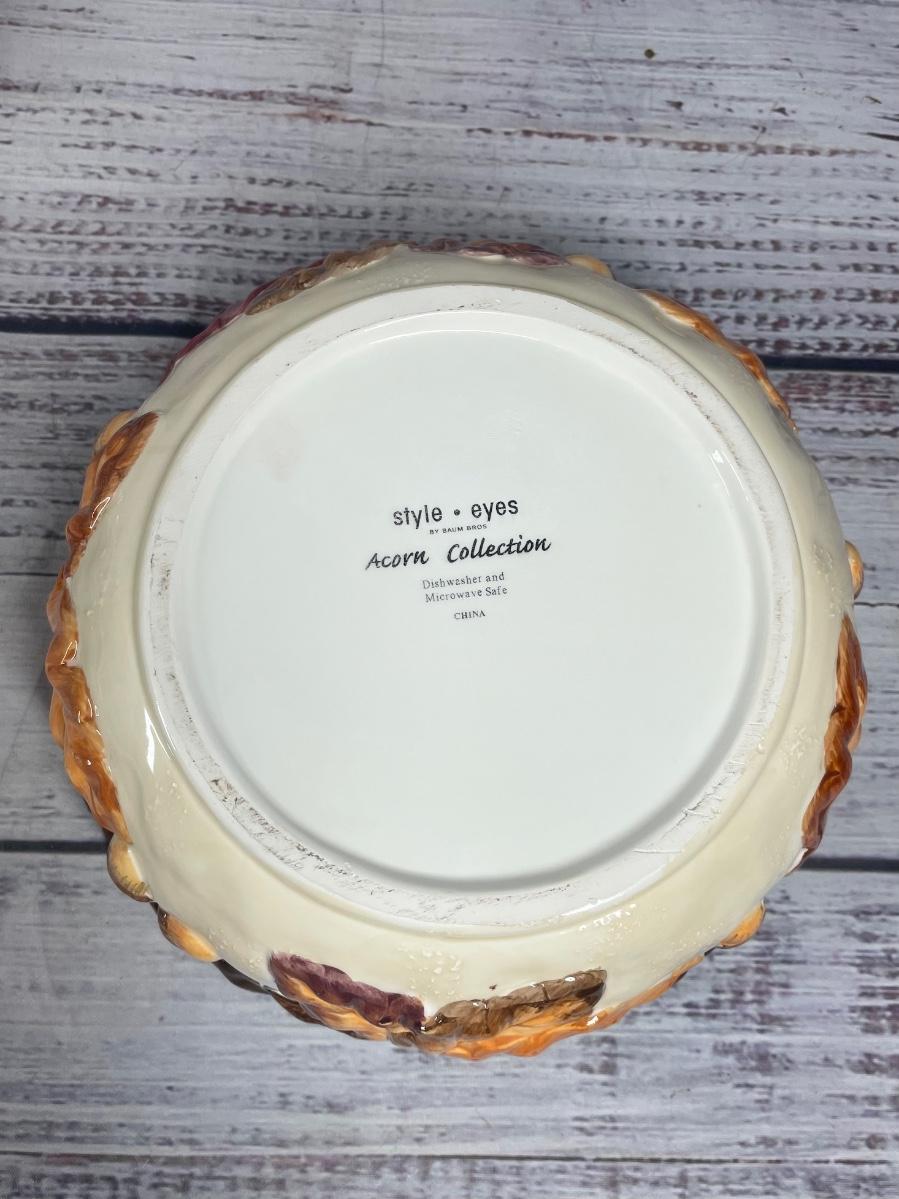 style • eyes
BY BAUM BROS
Acorn Collection
Dishwasher and
Microwave Safe
CHINA